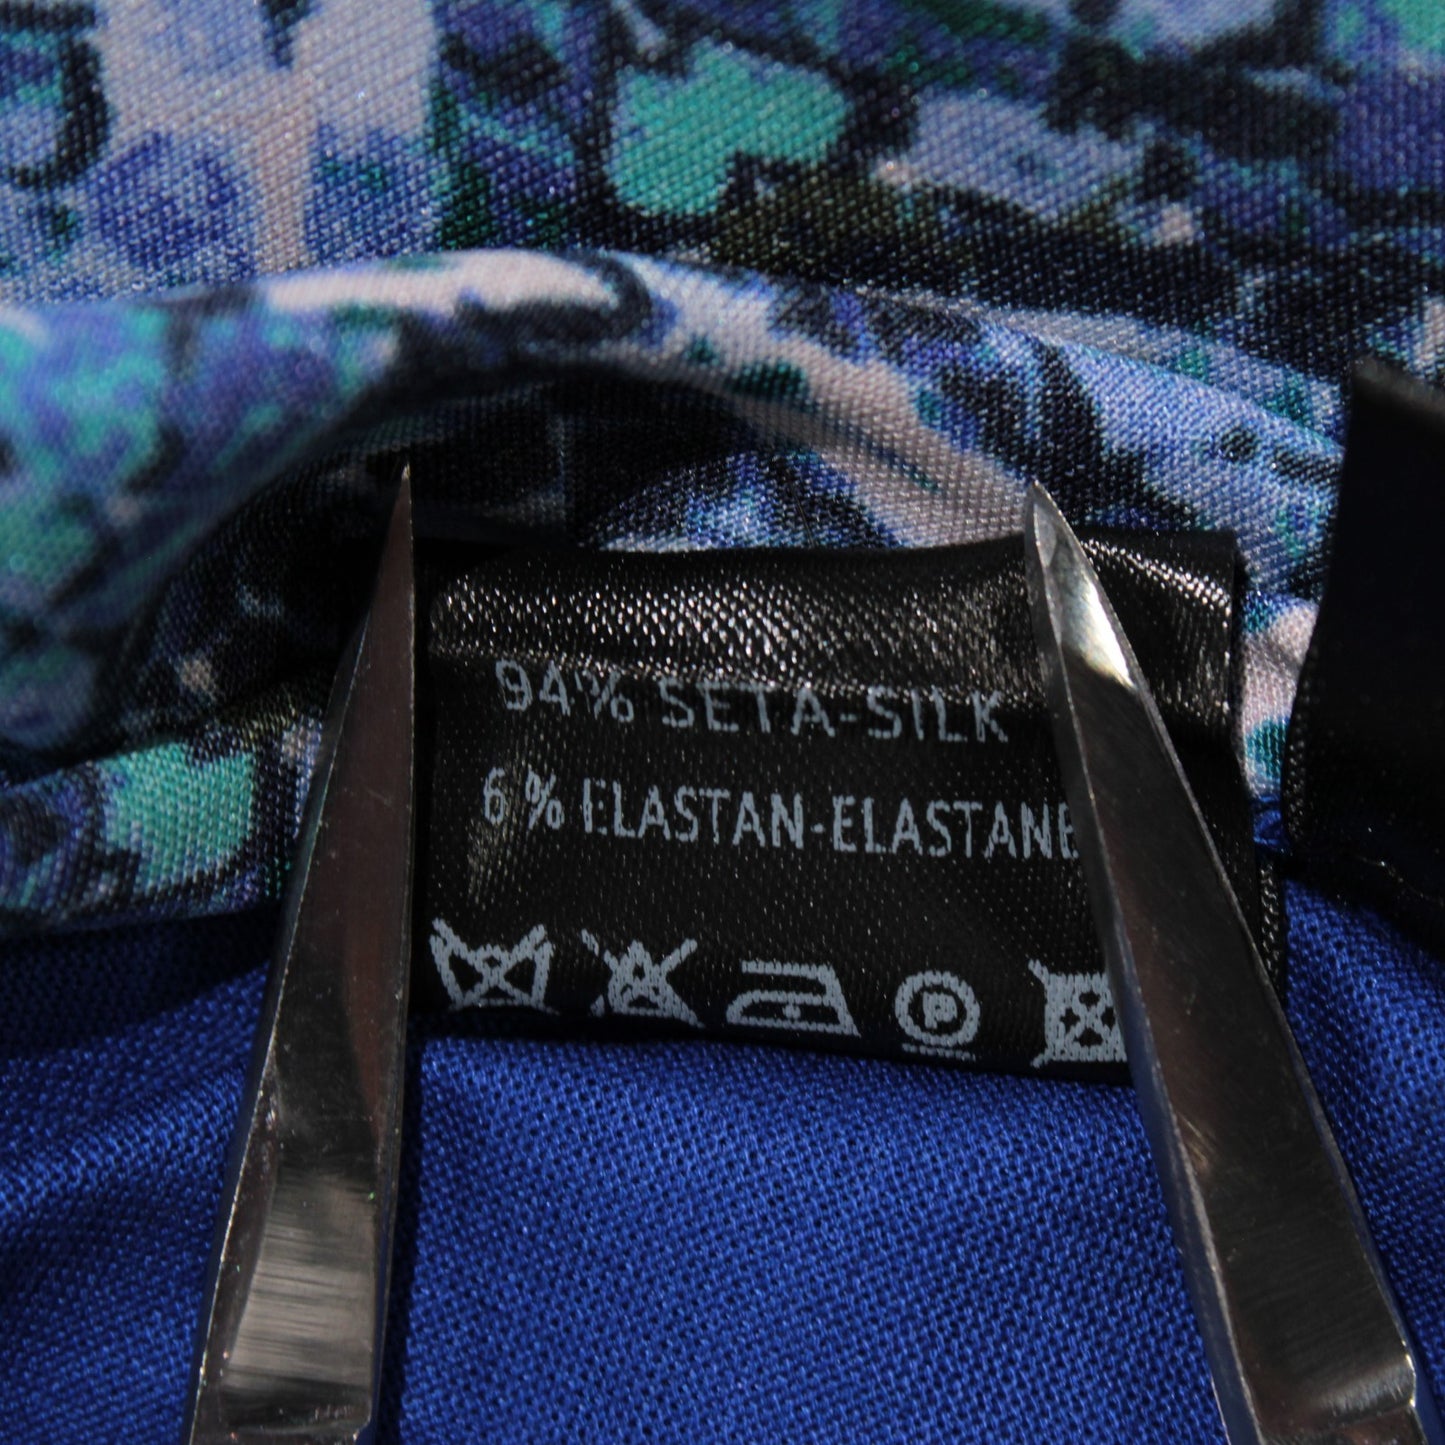 94% SETA-SILK
6% ELASTAN-ELASTANE
P